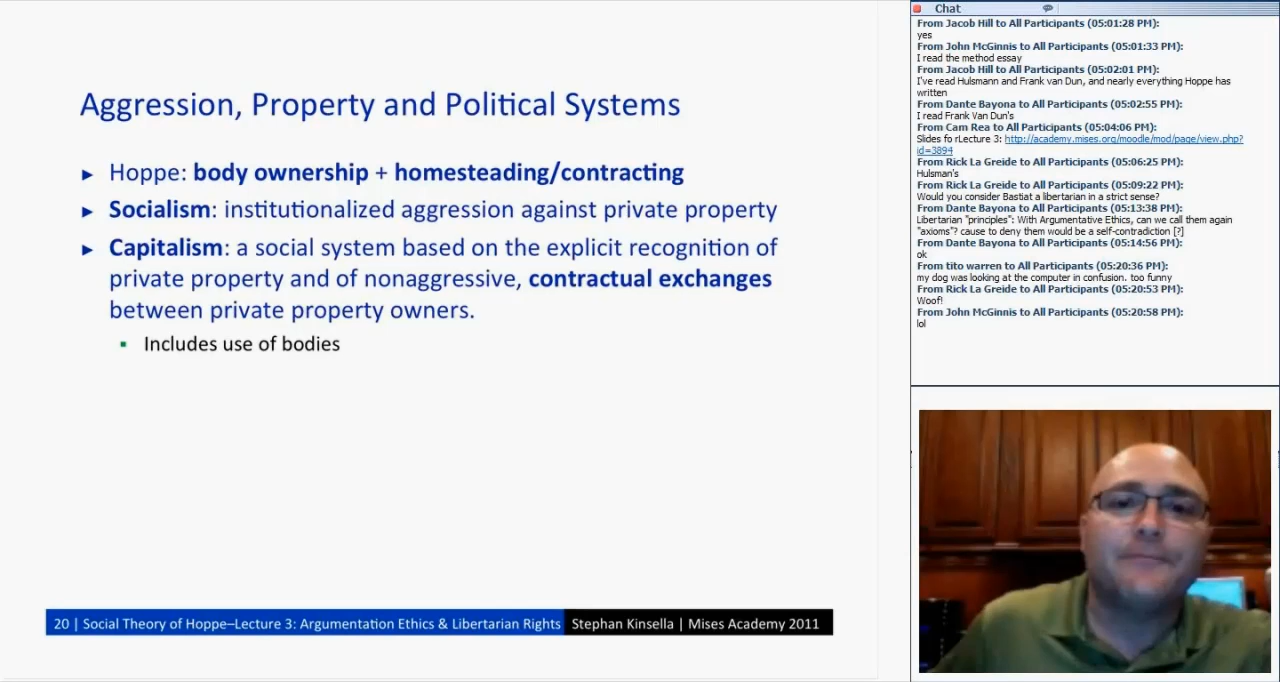 Aggression, Property and Political Systems
► Hoppe: body ownership + homesteading/contracting
► Socialism: institutionalized aggression against private property
► Capitalism: a social system based on the explicit recognition of
private property and of nonaggressive, contractual exchanges
between private property owners.
▪ Includes use of bodies
20 | Social Theory of Hoppe–Lecture 3: Argumentation Ethics & Libertarian Rights Stephan Kinsella | Mises Academy 2011
Chat
From Jacob Hill to All Participants (05:01:28 PM):
yes
From John McGinnis to All Participants (05:01:33 PM):
I read the method essay
From Jacob Hill to All Participants (05:02:01 PM):
I've read Hulsmann and Frank van Dun, and nearly everything Hoppe has
written
From Dante Bayona to All Participants (05:02:55 PM):
I read Frank Van Dun's
From Cam Rea to All Participants (05:04:06 PM):
Slides fo rLecture 3: http://academy.mises.org/moodle/mod/page/view.php?
id=3894
From Rick La Greide to All Participants (05:06:25 PM):
Hulsman's
From Rick La Greide to All Participants (05:09:22 PM):
Would you consider Bastiat a libertarian in a strict sense?
From Dante Bayona to All Participants (05:13:38 PM):
Libertarian "principles": With Argumentative Ethics, can we call them again
"axioms"? cause to deny them would be a self-contradiction [?]
From Dante Bayona to All Participants (05:14:56 PM):
ok
From tito warren to All Participants (05:20:36 PM):
my dog was looking at the computer in confusion. too funny
From Rick La Greide to All Participants (05:20:53 PM):
Woof!
From John McGinnis to All Participants (05:20:58 PM):
lol